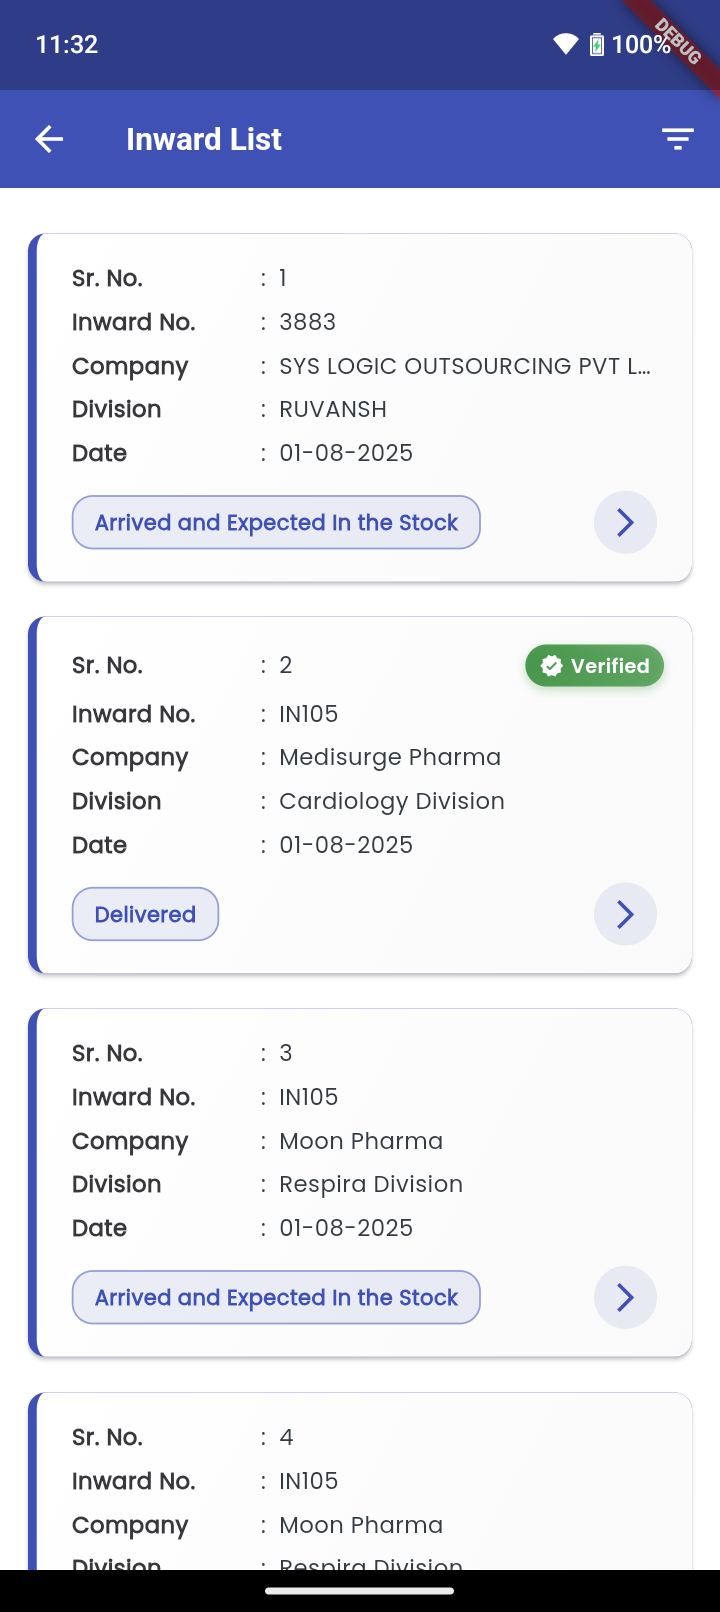 11:32
100%
DEBUG
Inward List
Sr. No. : 1
Inward No. : 3883
Company : SYS LOGIC OUTSOURCING PVT L...
Division : RUVANSH
Date : 01-08-2025
Arrived and Expected In the Stock
Sr. No. : 2
Verified
Inward No. : IN105
Company : Medisurge Pharma
Division : Cardiology Division
Date : 01-08-2025
Delivered
Sr. No. : 3
Inward No. : IN105
Company : Moon Pharma
Division : Respira Division
Date : 01-08-2025
Arrived and Expected In the Stock
Sr. No. : 4
Inward No. : IN105
Company : Moon Pharma
Division : Respira Division